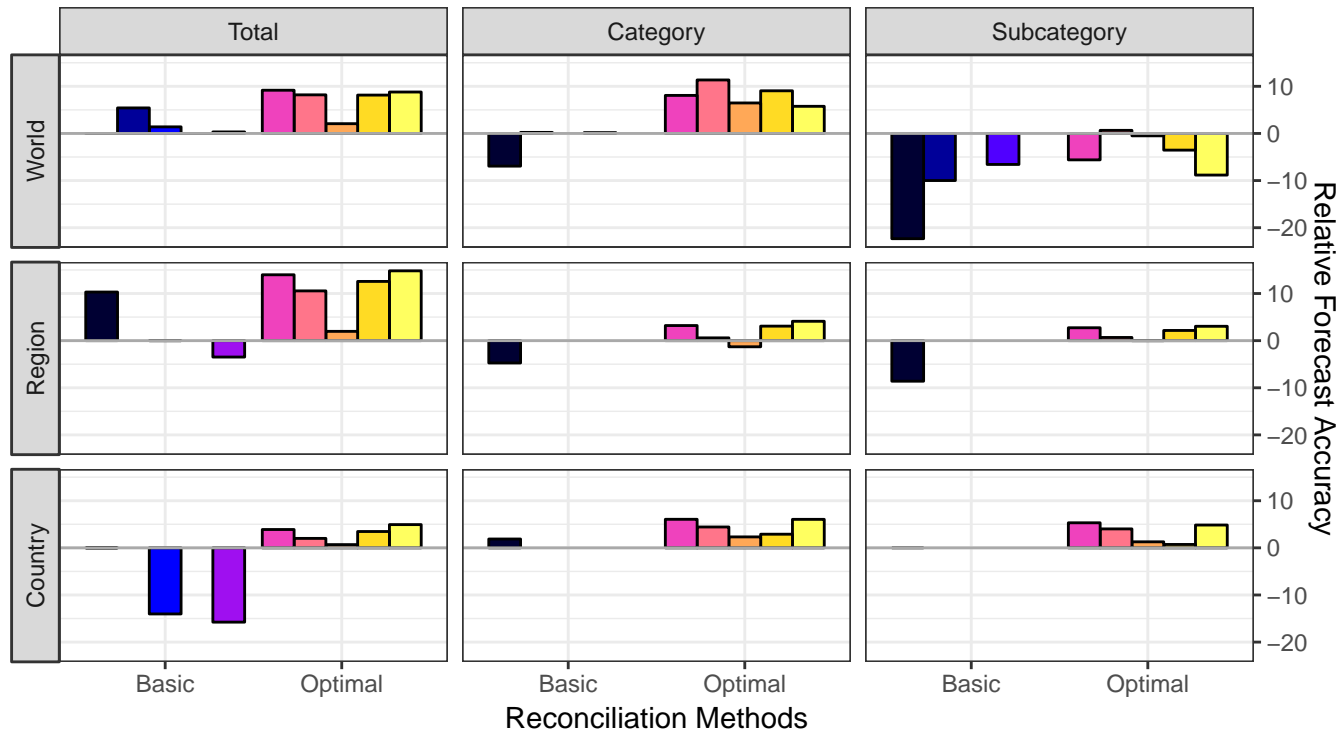 Total
Category
Subcategory
World
10
0
−10
−20
Region
10
0
−10
−20
Country
10
0
−10
−20
Relative Forecast Accuracy
Basic
Optimal
Basic
Optimal
Basic
Optimal
Reconciliation Methods